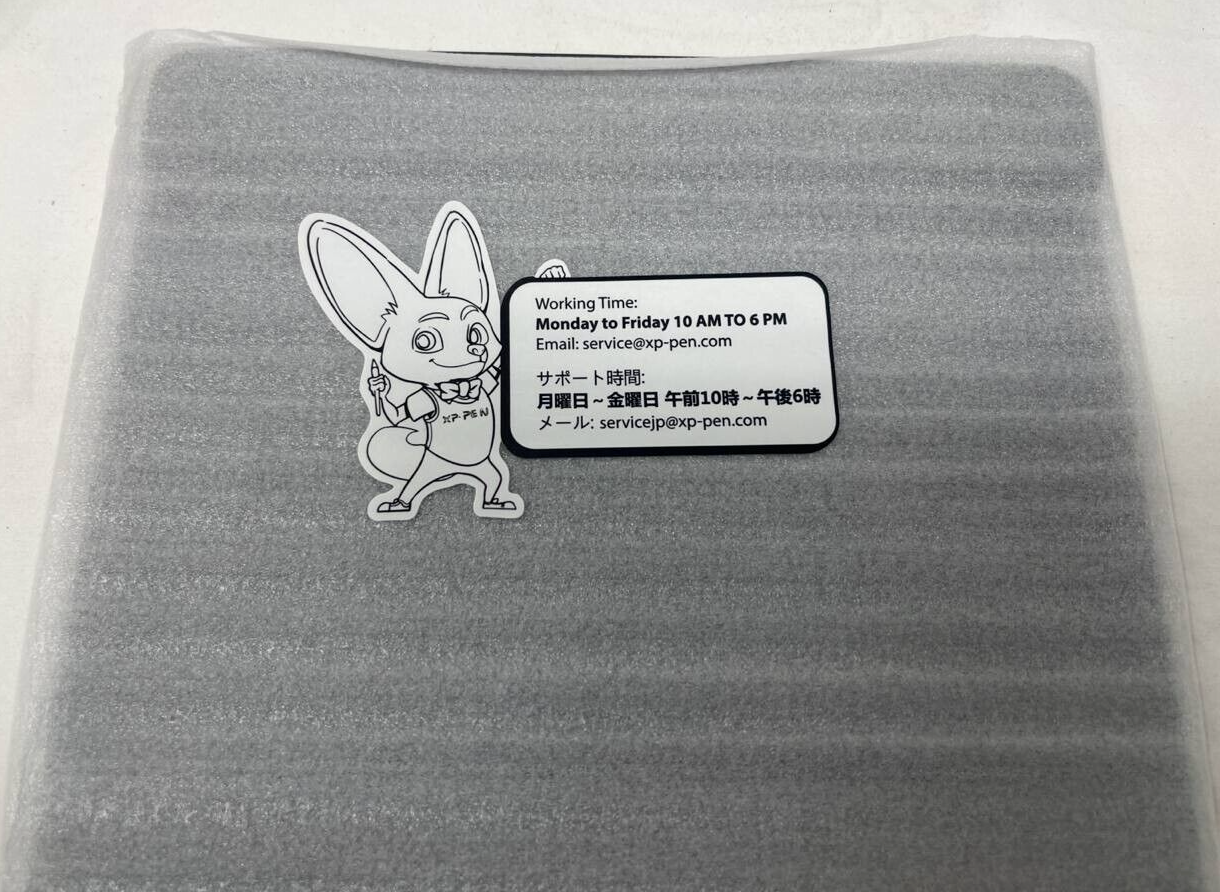 XP-PEN
Working Time:
Monday to Friday 10 AM TO 6 PM
Email: service@xp-pen.com
サポート時間:
月曜日~金曜日 午前10時~午後6時
メール: servicejp@xp-pen.com